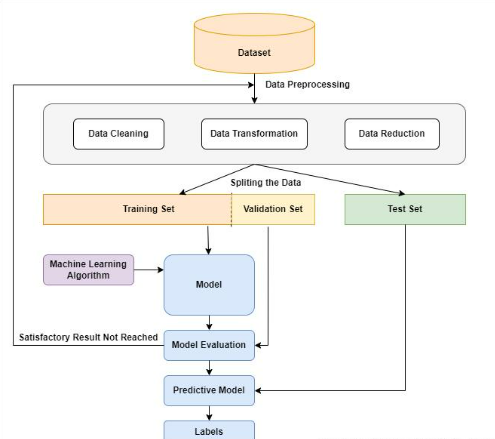 Dataset
Data Preprocessing
Data Cleaning
Data Transformation
Data Reduction
Spliting the Data
Training Set
Validation Set
Test Set
Machine Learning
Algorithm
Model
Satisfactory Result Not Reached
Model Evaluation
Predictive Model
Labels